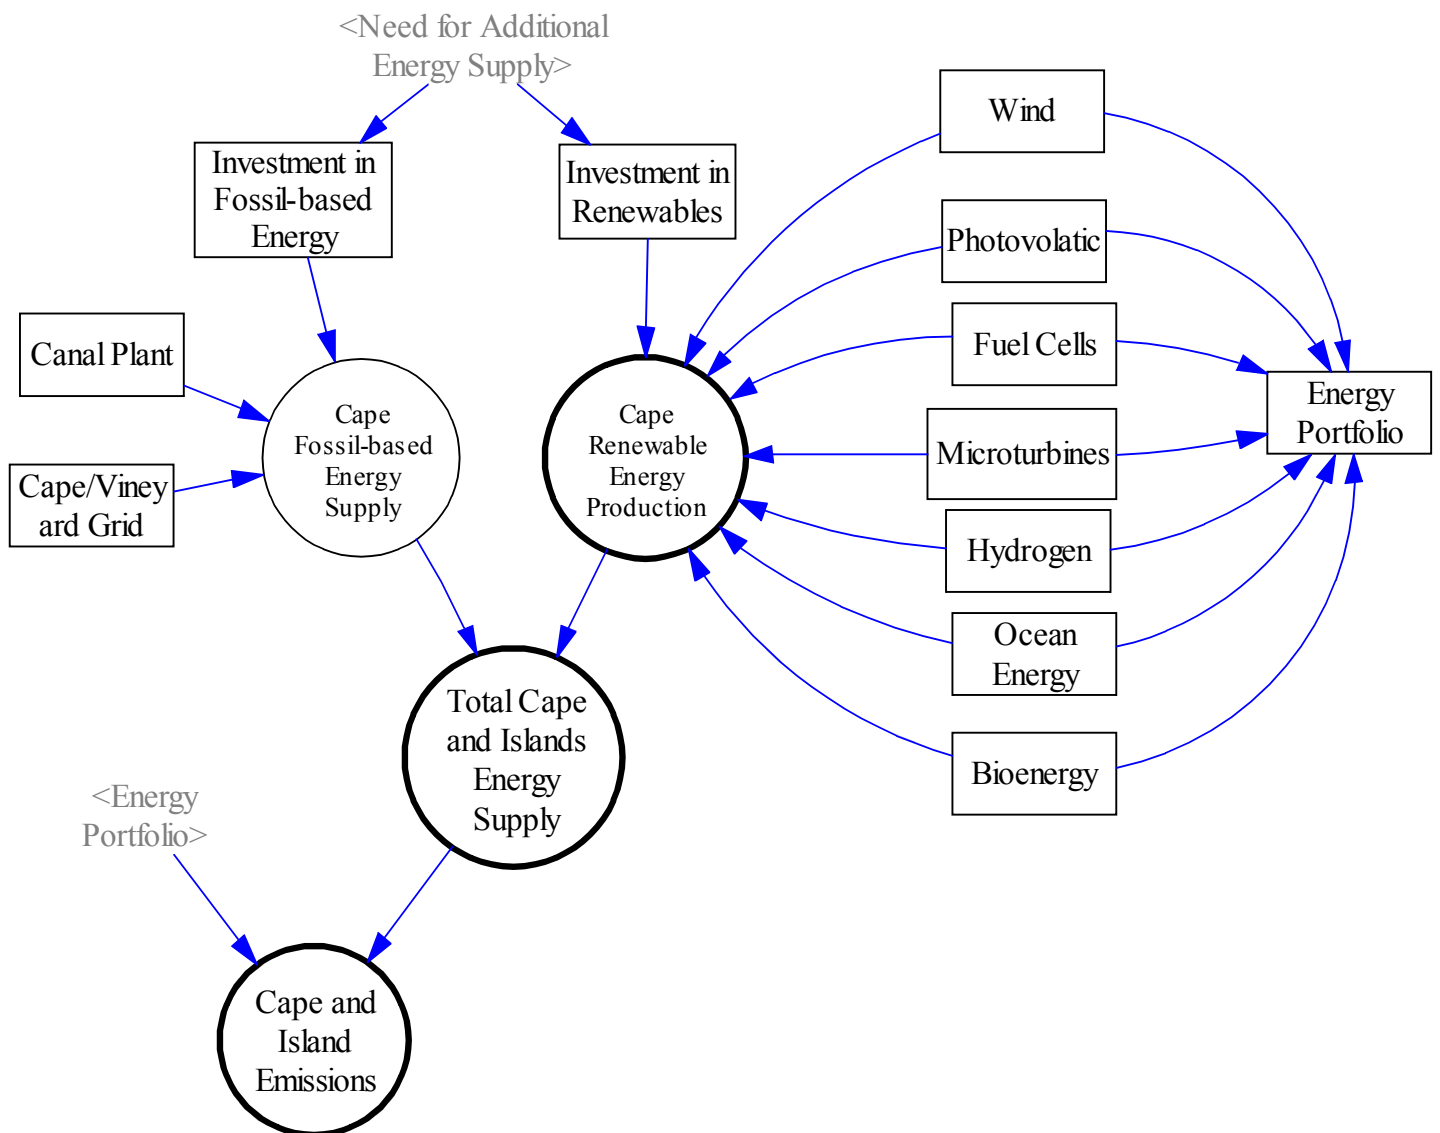 <Need for Additional
Energy Supply>
Investment in
Fossil-based
Energy
Investment in
Renewables
Wind
Photovolatic
Fuel Cells
Microturbines
Hydrogen
Ocean
Energy
Bioenergy
Energy
Portfolio
Canal Plant
Cape/Viney
ard Grid
Cape
Fossil-based
Energy
Supply
Cape
Renewable
Energy
Production
Total Cape
and Islands
Energy
Supply
<Energy
Portfolio>
Cape and
Island
Emissions